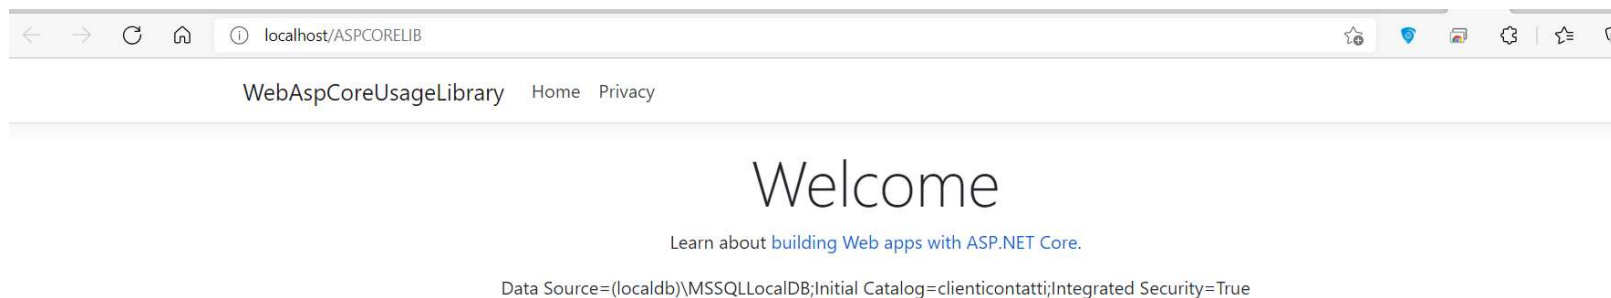 localhost/ASPCORELIB
WebAspCoreUsageLibrary Home Privacy
Welcome
Learn about building Web apps with ASP.NET Core.
Data Source=(localdb)\MSSQLLocalDB;Initial Catalog=clienticontatti;Integrated Security=True